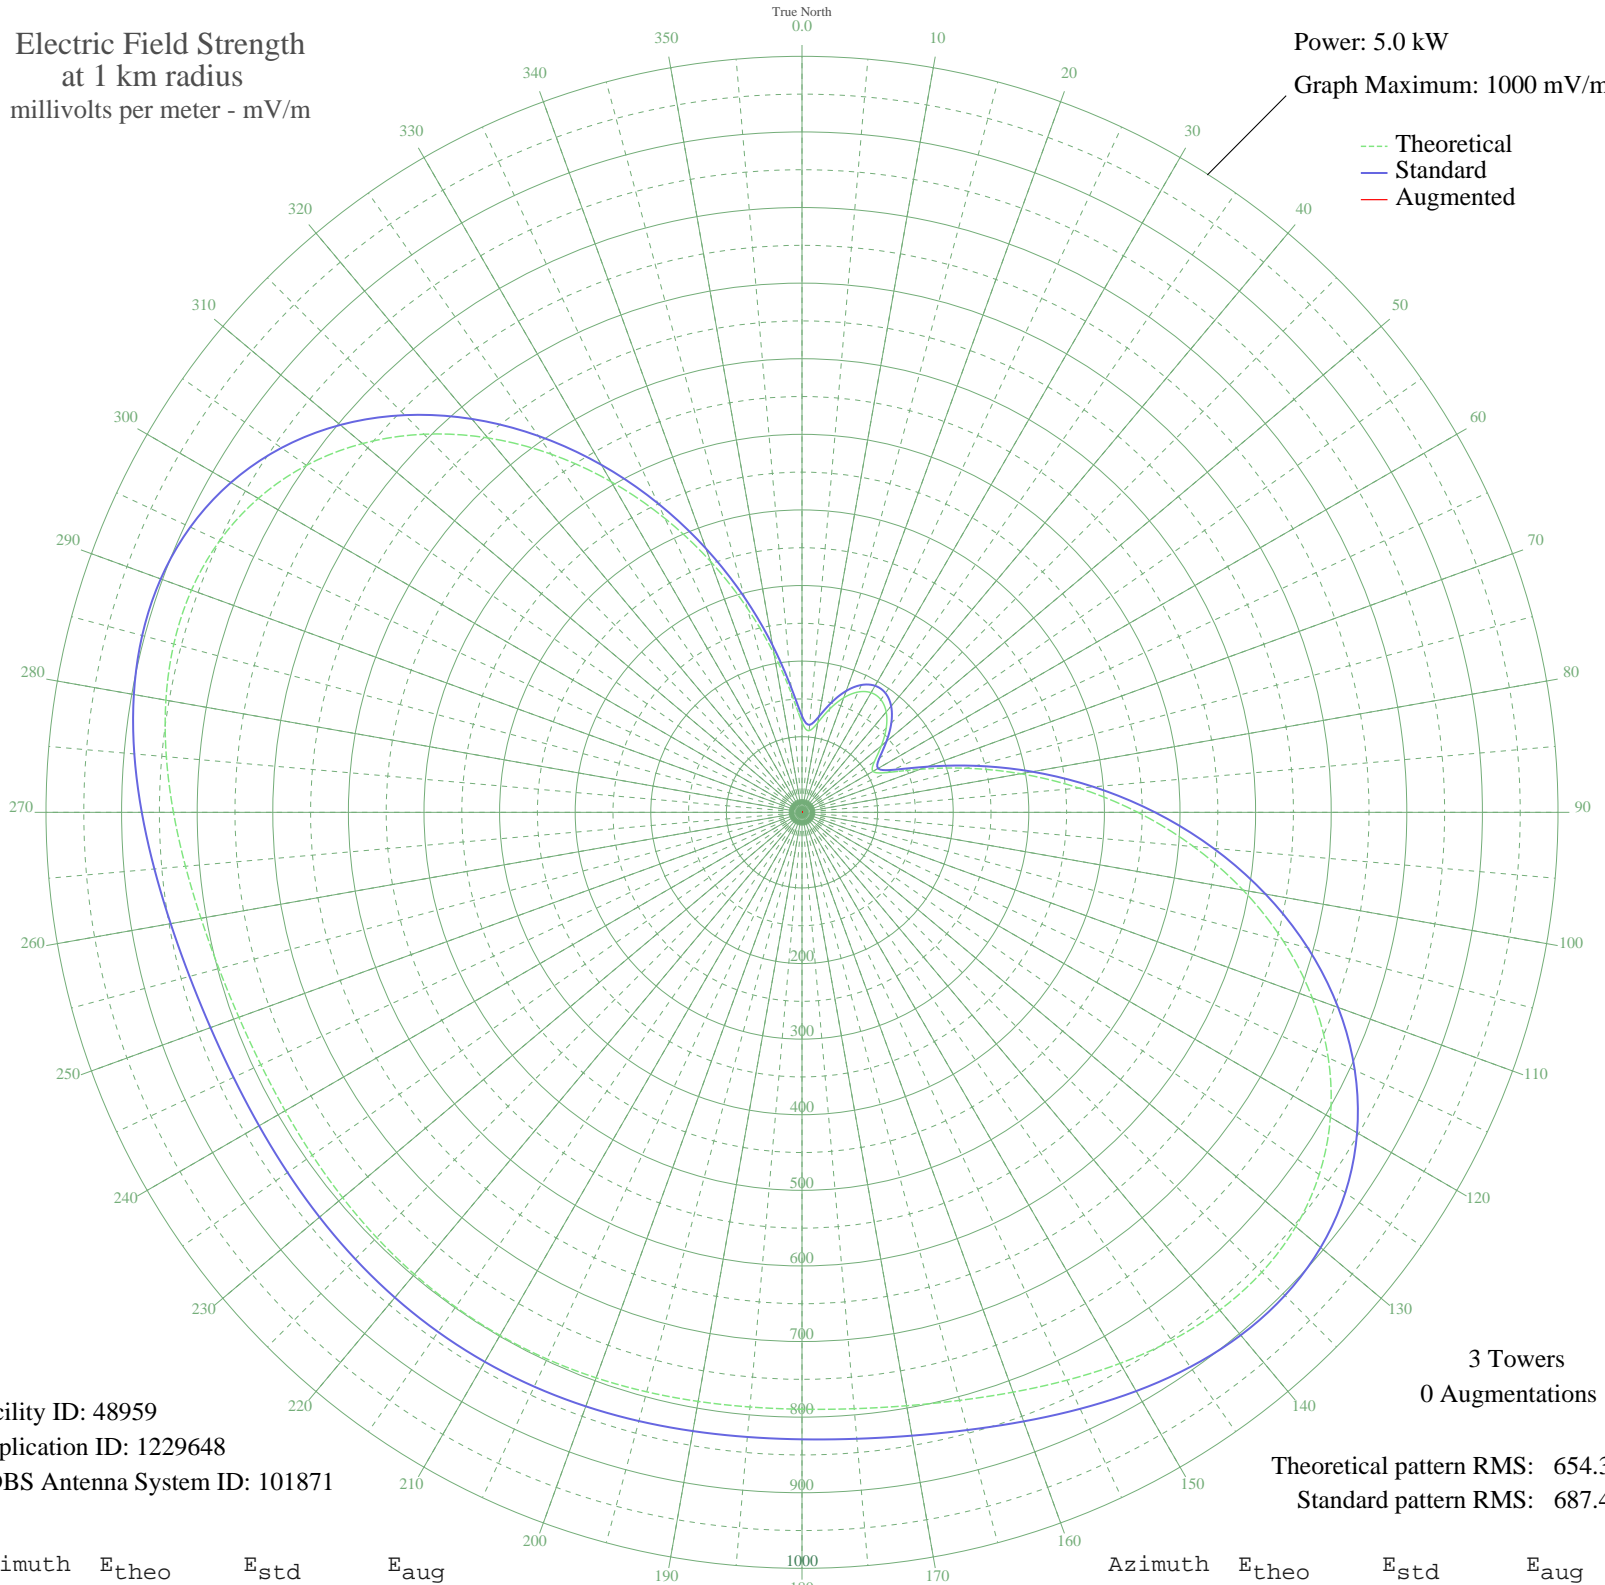 Electric Field Strength
at 1 km radius
millivolts per meter - mV/m
True North
0.0
10
20
30
40
50
60
70
80
90
100
110
120
130
140
150
160
170
190
200
210
220
230
240
250
260
270
280
290
300
310
320
330
340
350
Power: 5.0 kW
Graph Maximum: 1000 mV/m
Theoretical
Standard
Augmented
200
300
400
500
600
700
800
900
1000
3 Towers
0 Augmentations
Theoretical pattern RMS: 654.3
Standard pattern RMS: 687.4
cility ID: 48959
plication ID: 1229648
DBS Antenna System ID: 101871
imuth Etheo Estd Eaug Azimuth Etheo Estd Eaug